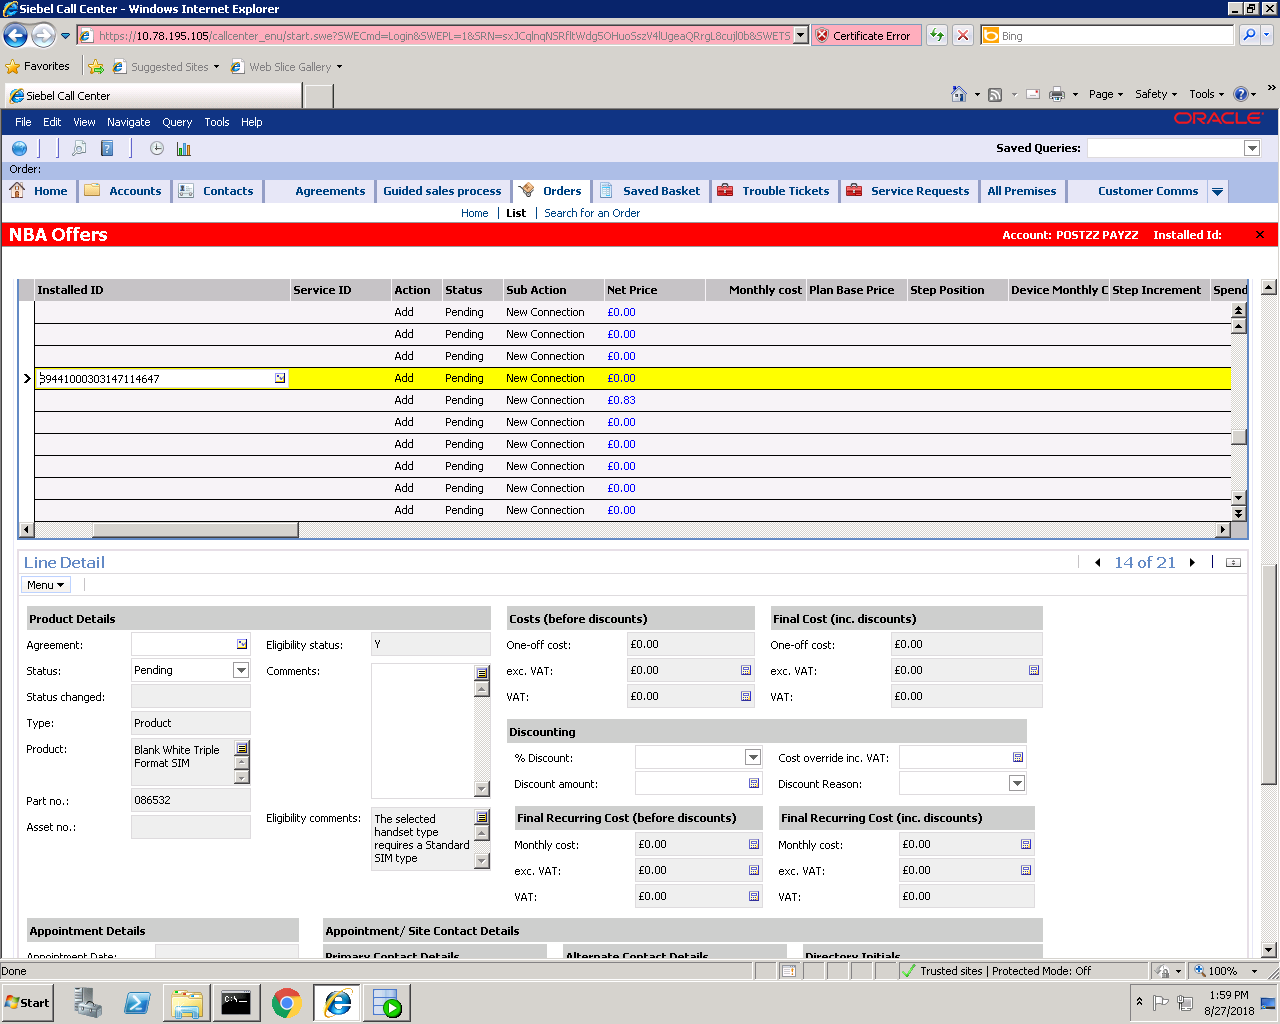 Siebel Call Center - Windows Internet Explorer
https://10.78.195.105/callcenter_enu/start.swe?SWECmd=Login&SWEPL=1&SRN= Certificate Error Bing
Favorites Suggested Sites Web Slice Gallery
Siebel Call Center Page Safety Tools
File Edit View Navigate Query Tools Help ORACLE
Saved Queries:
Order:
Home Accounts Contacts Agreements Guided sales process Orders Saved Basket Trouble Tickets Service Requests All Premises Customer Comms
Home List Search for an Order
NBA Offers Account: POSTZZ PAYZZ Installed Id:
Installed ID Service ID Action Status Sub Action Net Price Monthly cost Plan Base Price Step Position Device Monthly C Step Increment Spend
Add Pending New Connection £0.00
Add Pending New Connection £0.00
Add Pending New Connection £0.00
39441000303147114647 Add Pending New Connection £0.00
Add Pending New Connection £0.83
Add Pending New Connection £0.00
Add Pending New Connection £0.00
Add Pending New Connection £0.00
Add Pending New Connection £0.00
Add Pending New Connection £0.00
Line Detail 14 of 21
Menu
Product Details Costs (before discounts) Final Cost (inc. discounts)
Agreement: Eligibility status: Y One-off cost: £0.00 One-off cost: £0.00
Status: Pending Comments: exc. VAT: £0.00 exc. VAT: £0.00
Status changed: VAT: £0.00 VAT: £0.00
Type: Product
Discounting
Product: Blank White Triple Format SIM
% Discount: Cost override inc. VAT:
Discount amount: Discount Reason:
Part no.: 086532
Eligibility comments: The selected handset type requires a Standard SIM type
Final Recurring Cost (before discounts) Final Recurring Cost (inc. discounts)
Asset no.:
Monthly cost: £0.00 Monthly cost: £0.00
exc. VAT: £0.00 exc. VAT: £0.00
VAT: £0.00 VAT: £0.00
Appointment Details Appointment/ Site Contact Details
Appointment Date: Primary Contact Details Alternate Contact Details Directory Initials
Done Trusted sites | Protected Mode: Off 100%
Start 1:59 PM
8/27/2018